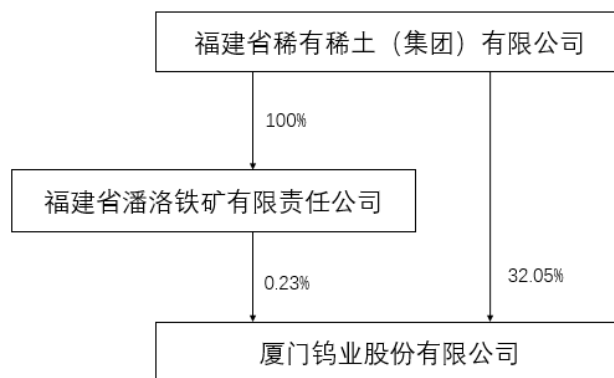 福建省稀有稀土（集团）有限公司
100%
福建省潘洛铁矿有限责任公司
0.23%
32.05%
厦门钨业股份有限公司